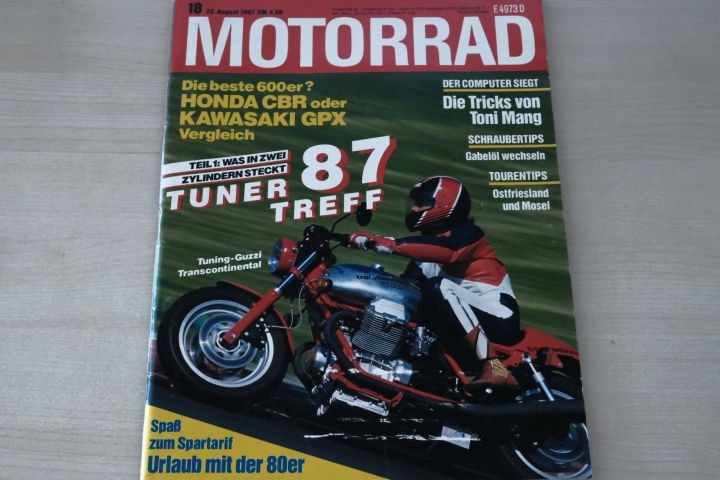 18 22. August 1987 DM 4,50
E 4973 D
MOTORRAD
Die beste 600er?
HONDA CBR oder
KAWASAKI GPX
Vergleich
DER COMPUTER SIEGT
Die Tricks von
Toni Mang
SCHRAUBERTIPS
Gabelöl wechseln
TOURENTIPS
Ostfriesland
und Mosel
TEIL 1: WAS IN ZWEI
ZYLINDERN STECKT
TUNER 87
TREFF
Tuning-Guzzi
Transcontinental
Spaß
zum Spartarif
Urlaub mit der 80er